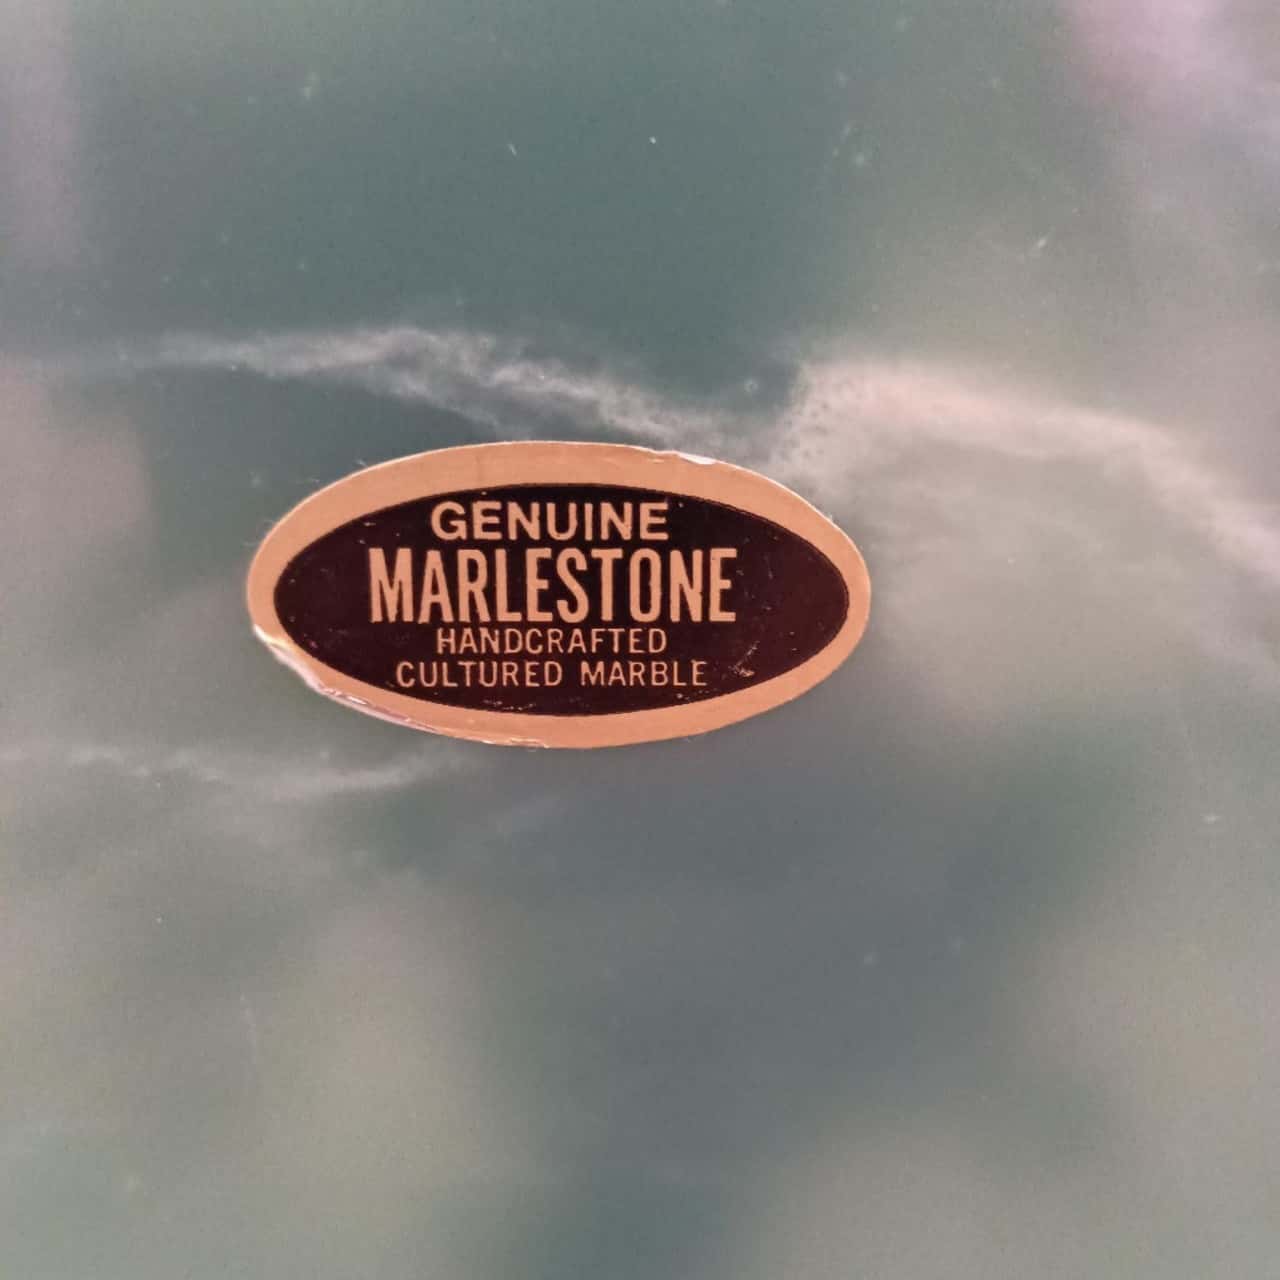 GENUINE
MARLESTONE
HANDCRAFTED
CULTURED MARBLE